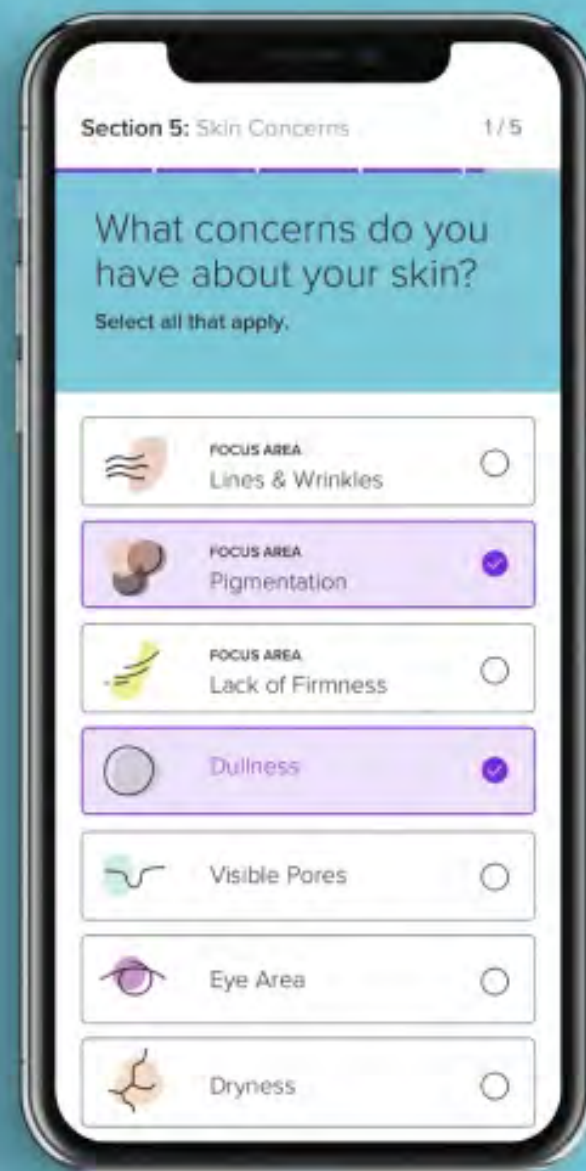 Section 5: Skin Concerns 1 / 5
What concerns do you
have about your skin?
Select all that apply.
FOCUS AREA
Lines & Wrinkles
FOCUS AREA
Pigmentation
FOCUS AREA
Lack of Firmness
Dullness
Visible Pores
Eye Area
Dryness